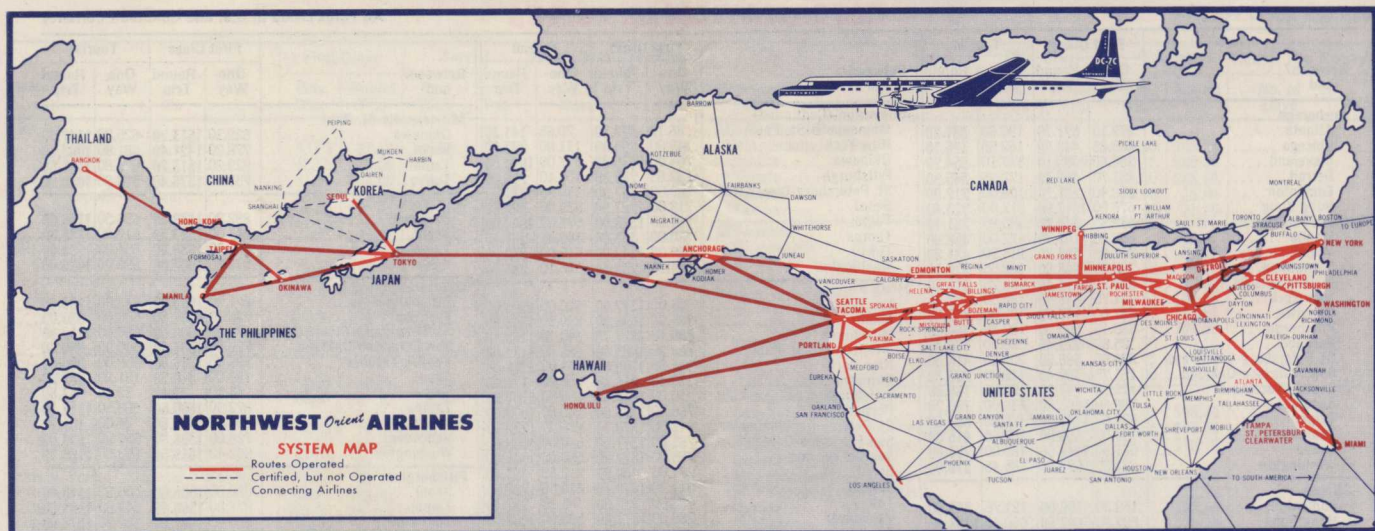 DC-7C
NORTHWEST
THAILAND
BANGKOK
CHINA
PEIPING
MUKDEN
HARBIN
DAIREN
KOREA
NANKING
SHANGHAI
SEOUL
HONG KONG
TAIPEI
(FORMOSA)
TOKYO
JAPAN
OKINAWA
MANILA
THE PHILIPPINES
BARROW
KOTZEBUE
ALASKA
NOME
FAIRBANKS
DAWSON
McGRATH
WHITEHORSE
ANCHORAGE
JUNEAU
NAKNEK
HOMER
KODIAK
CANADA
PICKLE LAKE
RED LAKE
SIOUX LOOKOUT
MONTREAL
FT. WILLIAM
PT. ARTHUR
KENORA
SAULT ST. MARIE
TORONTO
ALBANY
BOSTON
SYRACUSE
TO EUROPE
BUFFALO
WINNIPEG
HIBBING
NEW YORK
SASKATOON
REGINA
MINOT
GRAND FORKS
DULUTH SUPERIOR
LANSING
DETROIT
YOUNGSTOWN
EDMONTON
CALGARY
VANCOUVER
GREAT FALLS
HELENA
BILLINGS
BISMARCK
JAMESTOWN
FARGO
MINNEAPOLIS
ST. PAUL
ROCHESTER
MADISON
MILWAUKEE
CHICAGO
TOLEDO
CLEVELAND
PHILADELPHIA
PITTSBURGH
COLUMBUS
WASHINGTON
SEATTLE
TACOMA
SPOKANE
MISSOULA
BUTTE
BOZEMAN
RAPID CITY
SIOUX FALLS
DAYTON
NORFOLK
RICHMOND
CINCINNATI
INDIANAPOLIS
LEXINGTON
ROCK SPRINGS
CASPER
CHEYENNE
OMAHA
DES MOINES
YAKIMA
PORTLAND
BOISE
SALT LAKE CITY
ELKO
DENVER
KANSAS CITY
ST. LOUIS
LOUISVILLE
CHATTANOOGA
RALEIGH DURHAM
NASHVILLE
SAVANNAH
MEDFORD
EUREKA
RENO
SACRAMENTO
GRAND JUNCTION
UNITED STATES
WICHITA
LITTLE ROCK
MEMPHIS
BIRMINGHAM
ATLANTA
JACKSONVILLE
TALLAHASSEE
OAKLAND
SAN FRANCISCO
LAS VEGAS
GRAND CANYON
SANTA FE
AMARILLO
OKLAHOMA CITY
TULSA
DALLAS
FORT WORTH
SHREVEPORT
MOBILE
TAMPA
ST. PETERSBURG
CLEARWATER
MIAMI
ALBUQUERQUE
PHOENIX
TUCSON
EL PASO
JUAREZ
HOUSTON
SAN ANTONIO
NEW ORLEANS
LOS ANGELES
TO SOUTH AMERICA
HAWAII
HONOLULU
NORTHWEST Orient AIRLINES
SYSTEM MAP
Routes Operated
Certified, but not Operated
Connecting Airlines